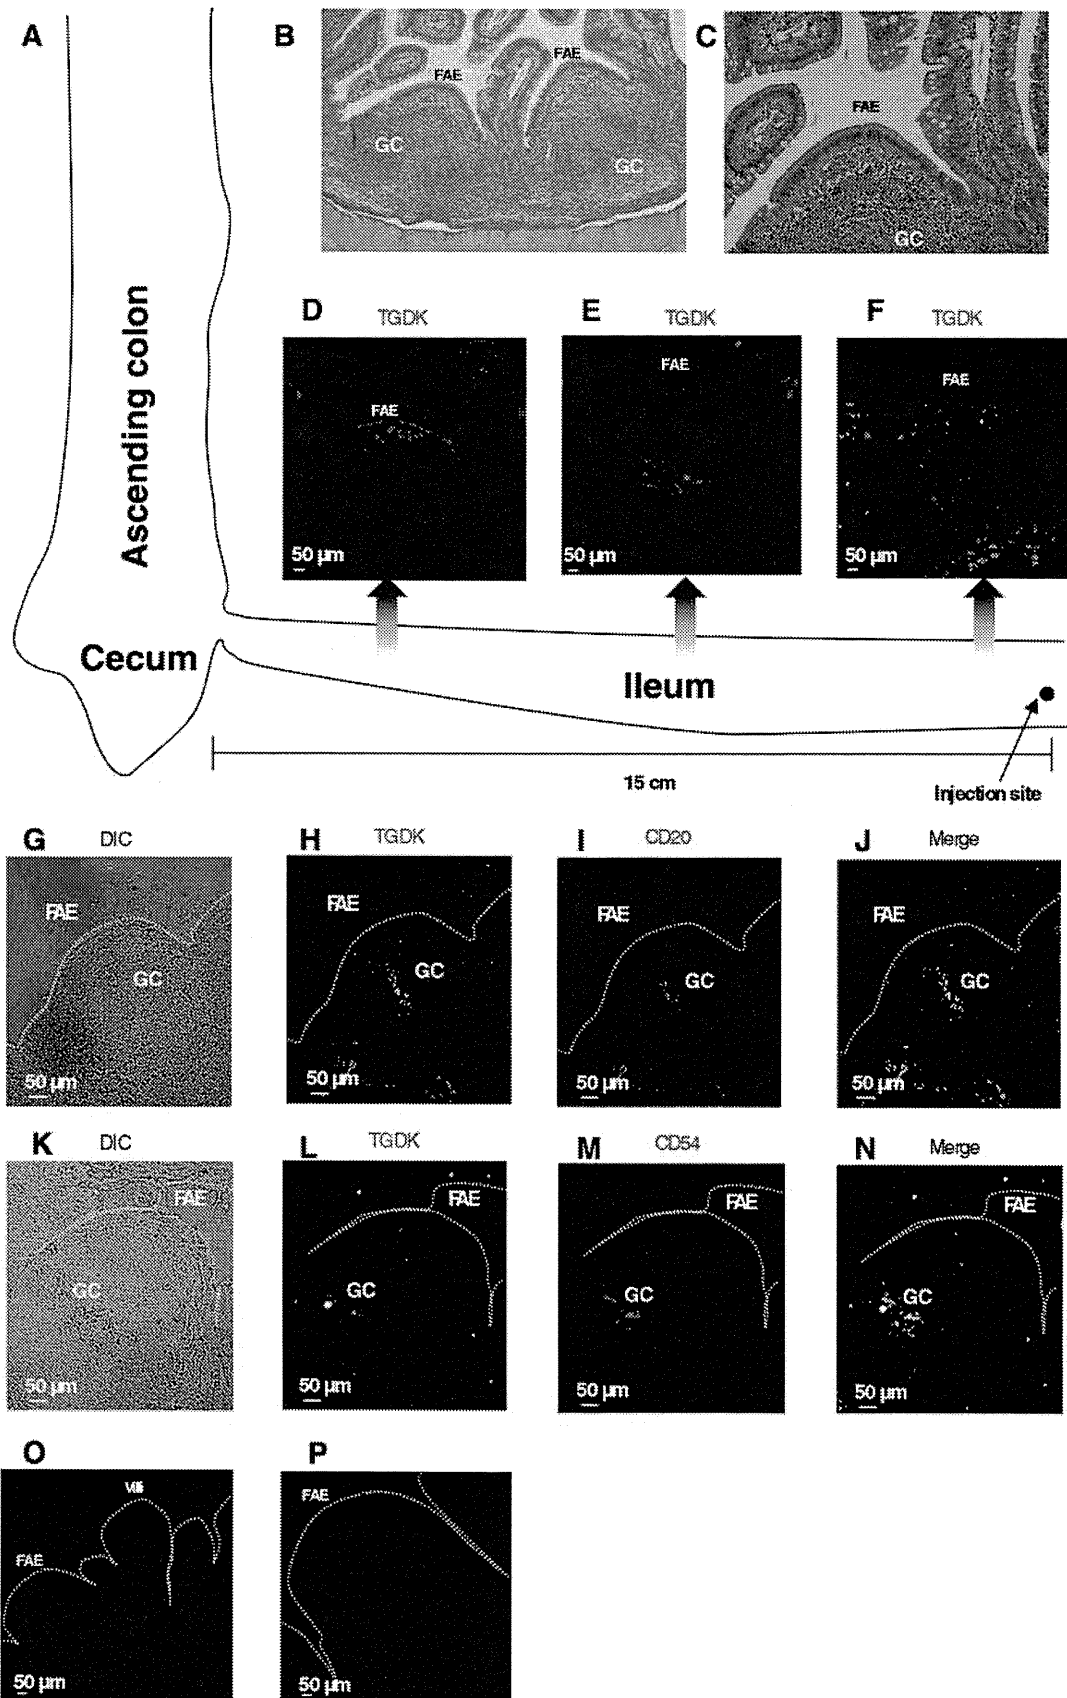 A
B
C
FAE
FAE
GC
GC
FAE
GC
Ascending colon
D
TGDK
FAE
50 µm
E
TGDK
FAE
50 µm
F
TGDK
FAE
50 µm
Cecum
Ileum
15 cm
Injection site
G
DIC
FAE
GC
50 µm
H
TGDK
FAE
GC
50 µm
I
CD20
FAE
GC
50 µm
J
Merge
FAE
GC
50 µm
K
DIC
FAE
GC
50 µm
L
TGDK
FAE
GC
50 µm
M
CD54
FAE
GC
50 µm
N
Merge
FAE
GC
50 µm
O
Villi
FAE
50 µm
P
FAE
50 µm